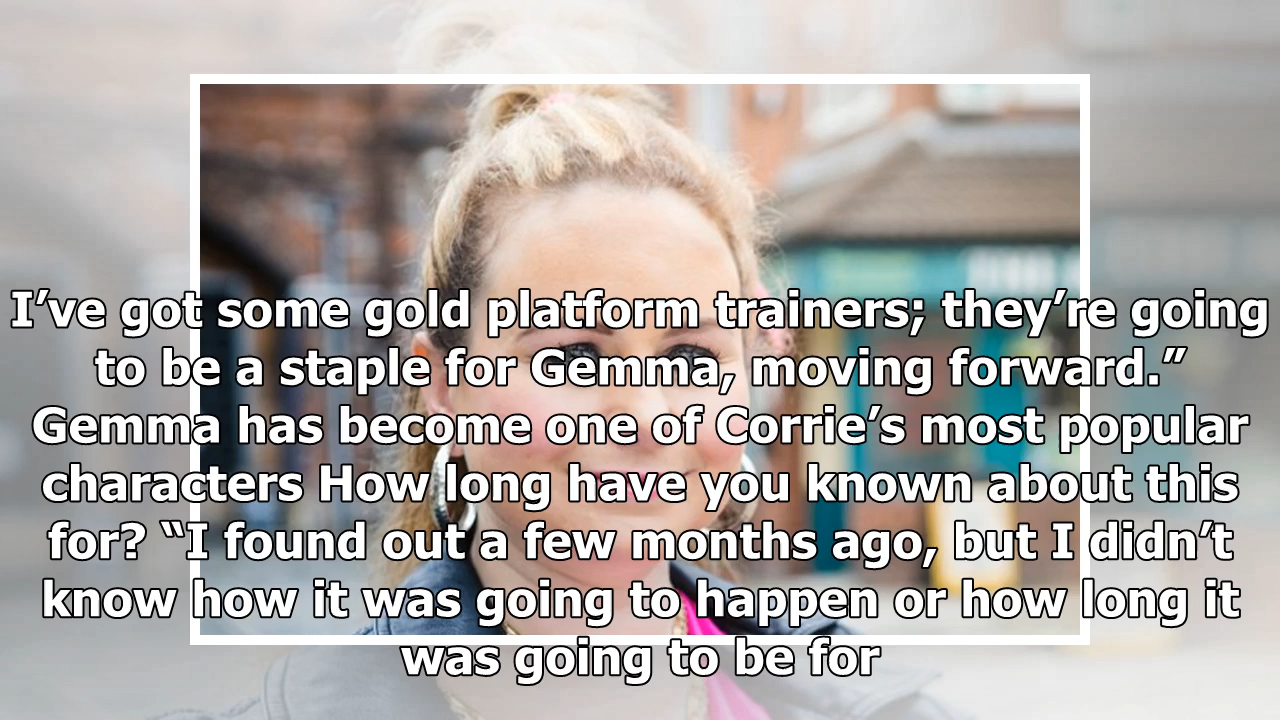 I’ve got some gold platform trainers; they’re going
to be a staple for Gemma, moving forward.”
Gemma has become one of Corrie’s most popular
characters How long have you known about this
for? “I found out a few months ago, but I didn’t
know how it was going to happen or how long it
was going to be for